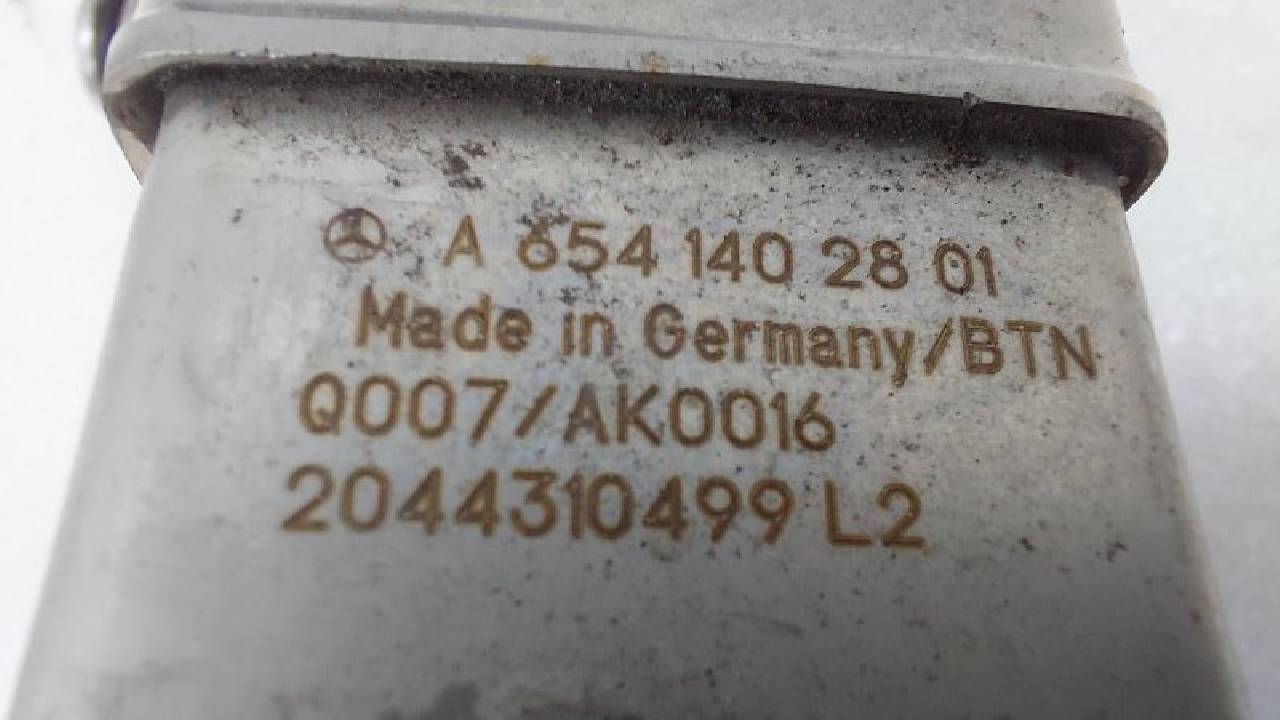 A 654 140 28 01
Made in Germany/BTN
Q007/AK0016
2044310499 L2